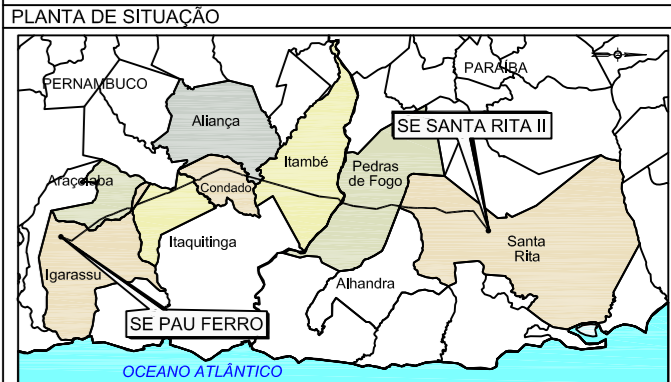 PLANTA DE SITUAÇÃO
PERNAMBUCO
PARAÍBA
Aliança
SE SANTA RITA II
Itambé
Pedras
de Fogo
Araçoiaba
Condado
Itaquitinga
Santa
Rita
Igarassu
Alhandra
SE PAU FERRO
OCEANO ATLÂNTICO